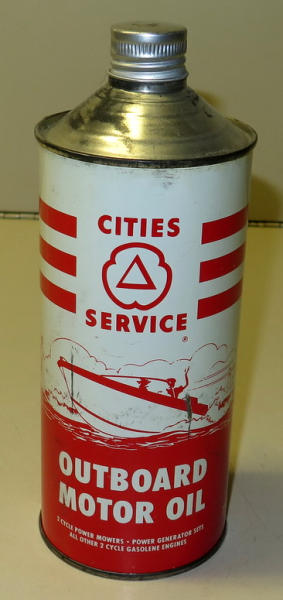 CITIES
SERVICE
®
OUTBOARD
MOTOR OIL
2 CYCLE POWER MOWERS • POWER GENERATOR SETS
ALL OTHER 2 CYCLE GASOLENE ENGINES